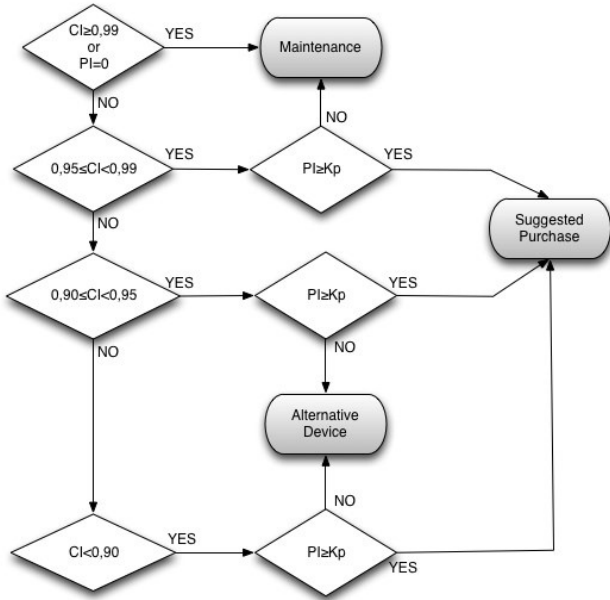 CI≥0,99
or
PI=0
YES
Maintenance
NO
NO
0,95≤CI<0,99
YES
PI≥Kp
YES
Suggested
Purchase
NO
0,90≤CI<0,95
YES
PI≥Kp
YES
NO
NO
Alternative
Device
NO
CI<0,90
YES
PI≥Kp
YES